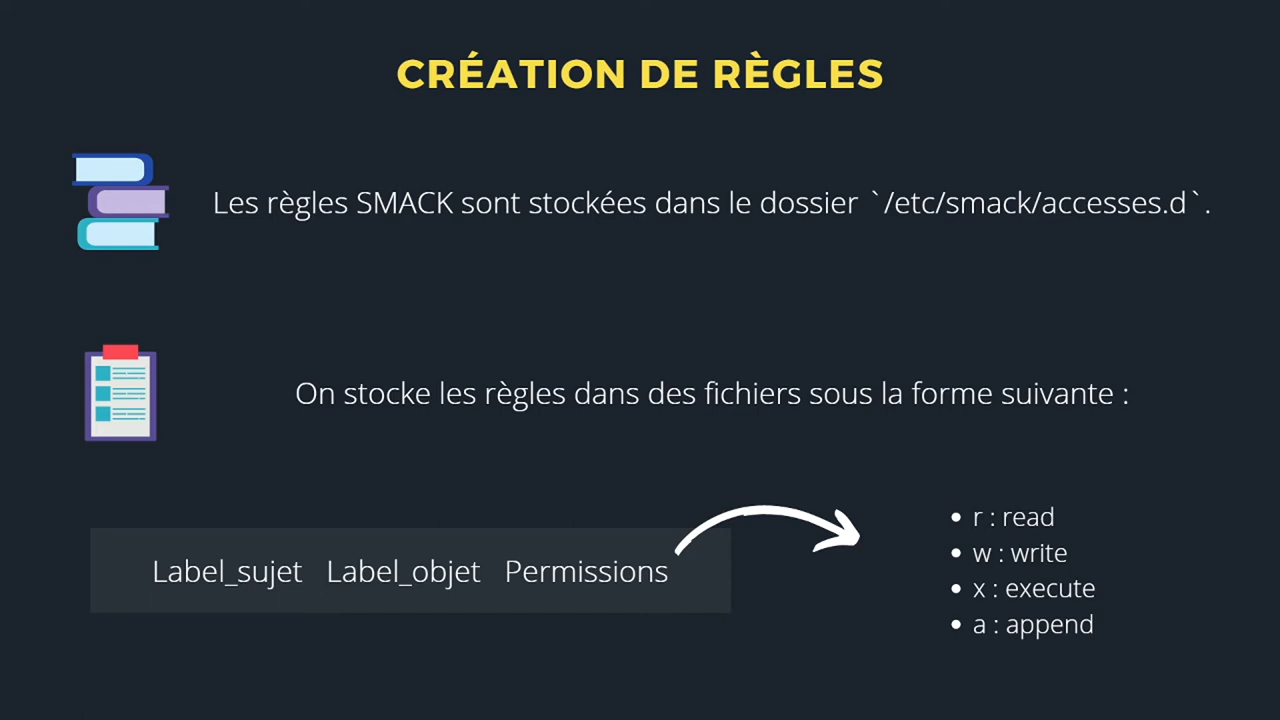 CRÉATION DE RÈGLES
Les règles SMACK sont stockées dans le dossier `/etc/smack/accesses.d`.
On stocke les règles dans des fichiers sous la forme suivante :
Label_sujet Label_objet Permissions
• r : read
• w : write
• x : execute
• a : append